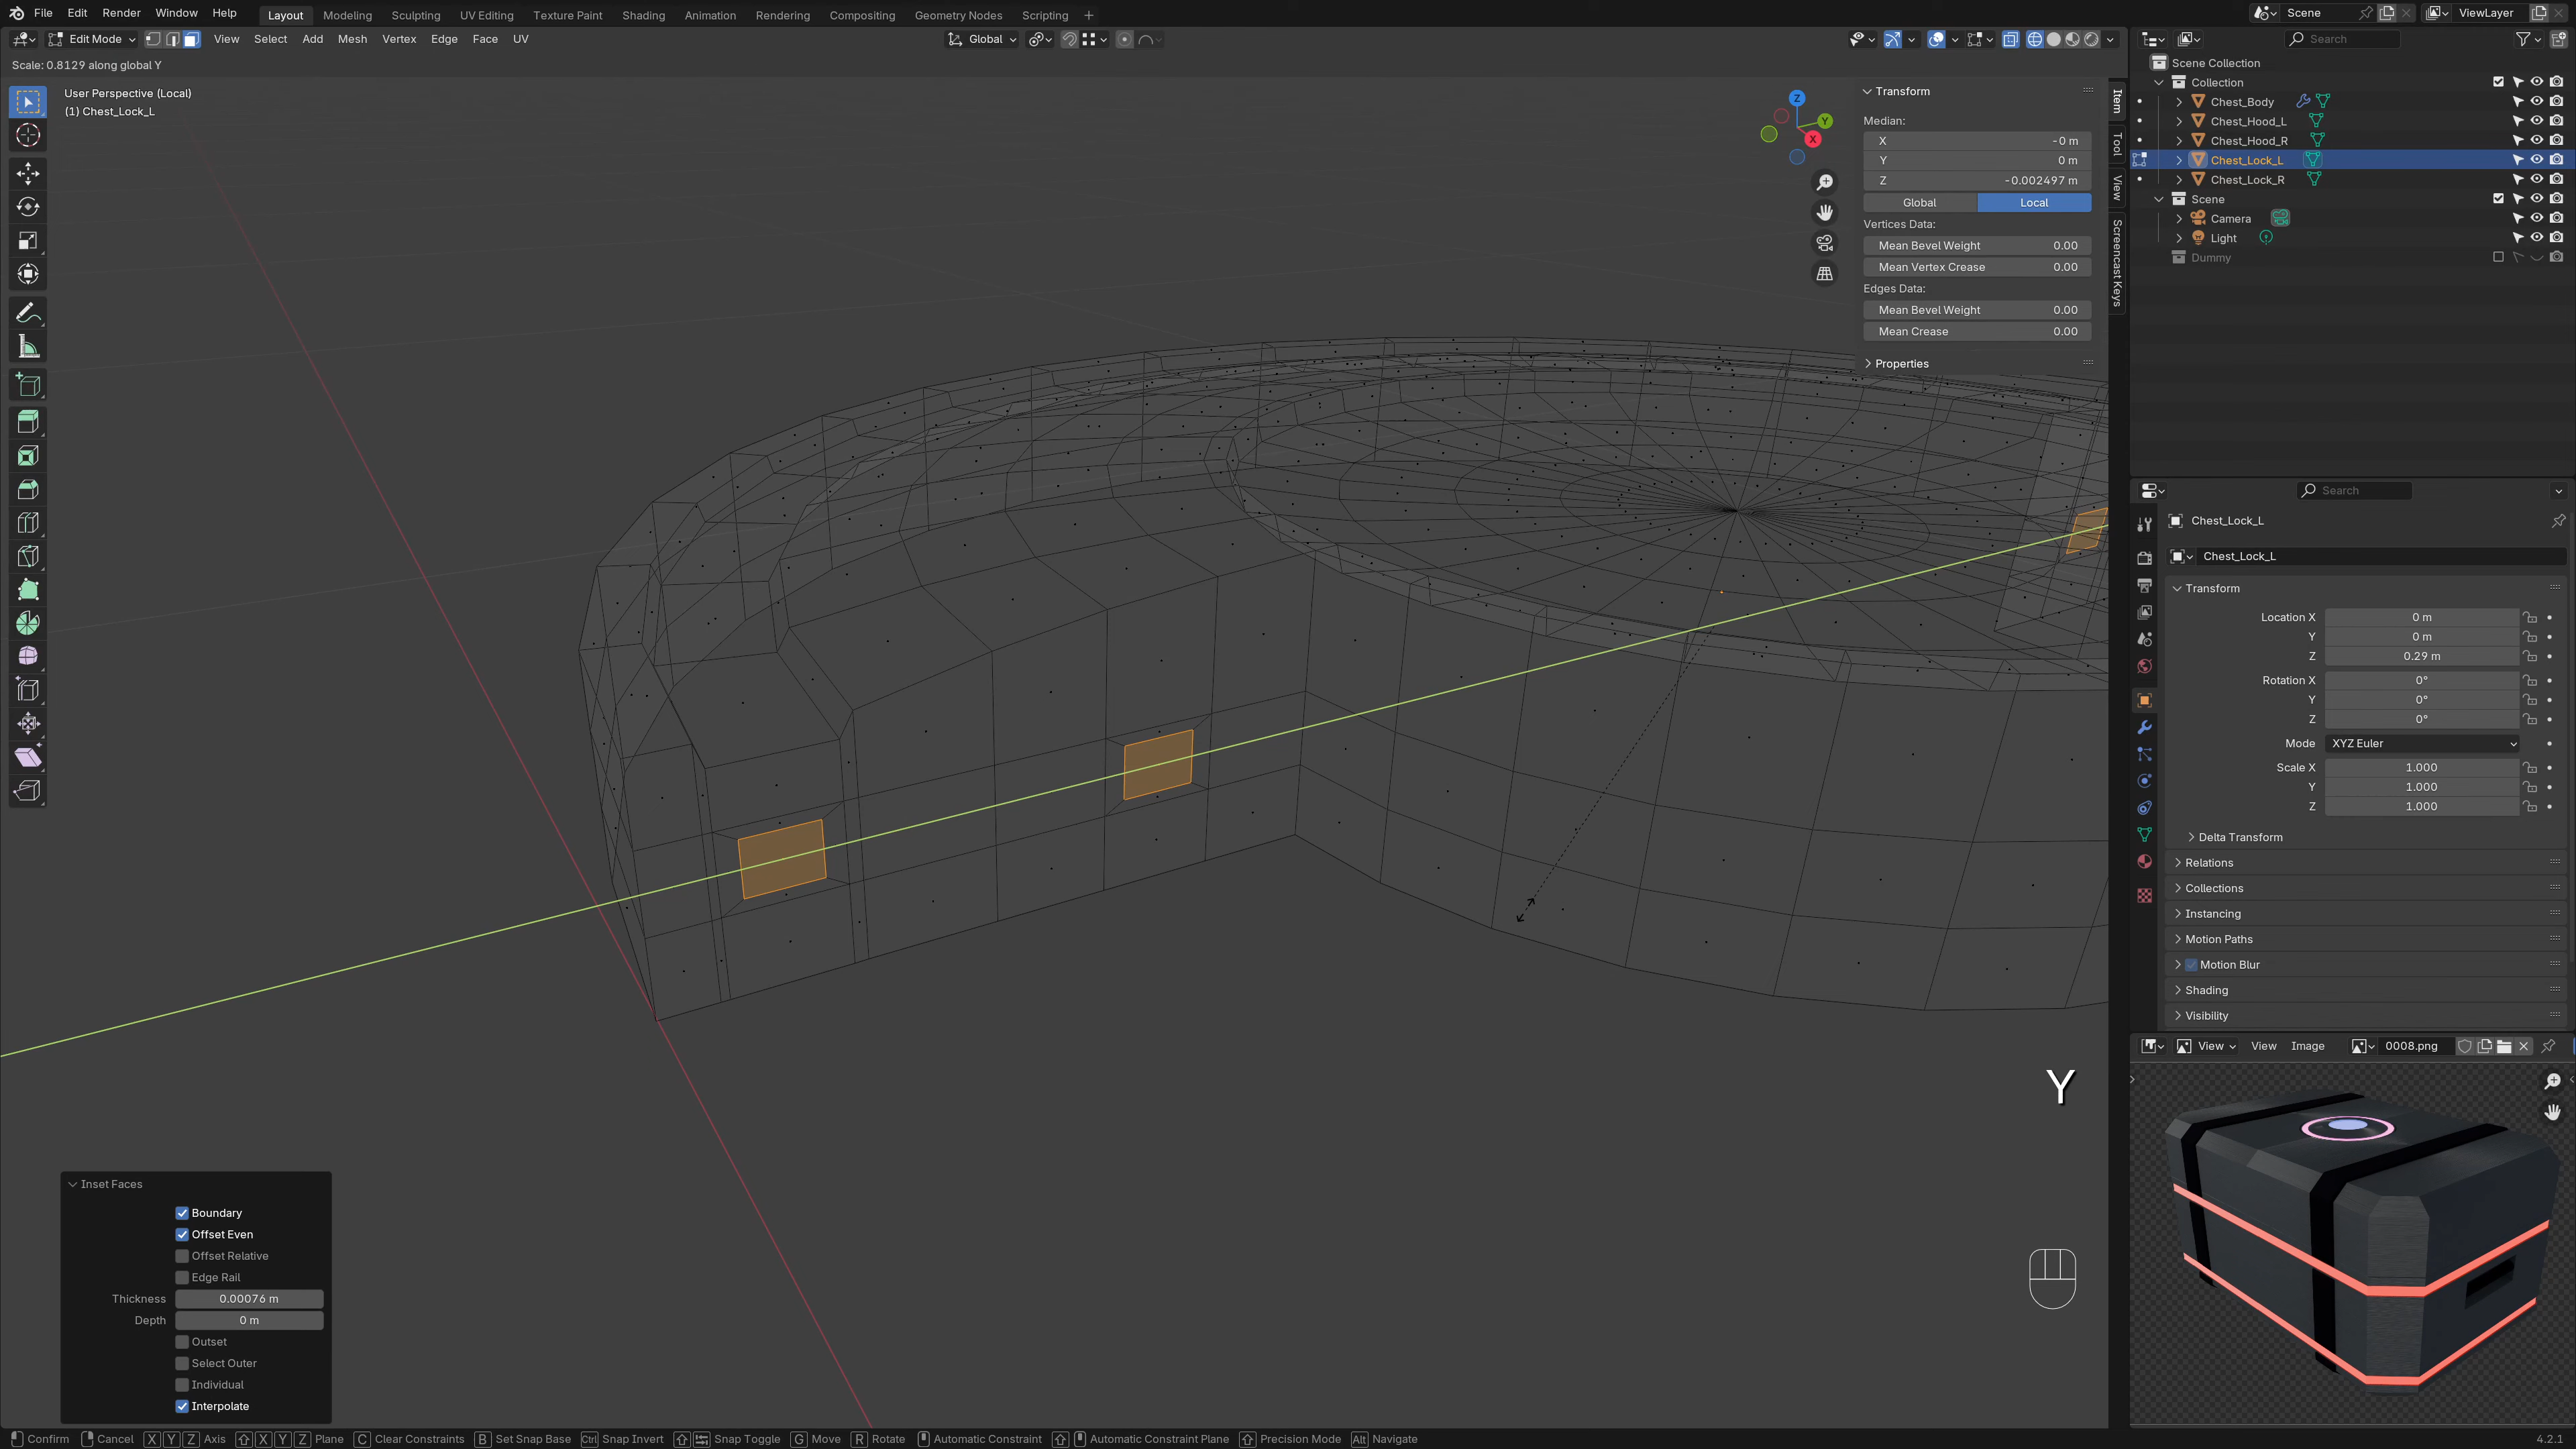 File Edit Render Window Help Layout Modeling Sculpting UV Editing Texture Paint Shading Animation Rendering Compositing Geometry Nodes Scripting + Scene ViewLayer
Edit Mode View Select Add Mesh Vertex Edge Face UV Global Search
Scale: 0.8129 along global Y
User Perspective (Local)
(1) Chest_Lock_L
Z
Y
X
Transform
Median:
X -0 m
Y 0 m
Z -0.002497 m
Global Local
Vertices Data:
Mean Bevel Weight 0.00
Mean Vertex Crease 0.00
Edges Data:
Mean Bevel Weight 0.00
Mean Crease 0.00
Properties
Item
Tool
View
Screencast Keys
Scene Collection
Collection
Chest_Body
Chest_Hood_L
Chest_Hood_R
Chest_Lock_L
Chest_Lock_R
Scene
Camera
Light
Dummy
Search
Chest_Lock_L
Chest_Lock_L
Transform
Location X 0 m
Y 0 m
Z 0.29 m
Rotation X 0°
Y 0°
Z 0°
Mode XYZ Euler
Scale X 1.000
Y 1.000
Z 1.000
Delta Transform
Relations
Collections
Instancing
Motion Paths
Motion Blur
Shading
Visibility
View View Image 0008.png
Y
Inset Faces
Boundary
Offset Even
Offset Relative
Edge Rail
Thickness 0.00076 m
Depth 0 m
Outset
Select Outer
Individual
Interpolate
Confirm Cancel X Y Z Axis X Y Z Plane C Clear Constraints B Set Snap Base Ctrl Snap Invert Snap Toggle G Move R Rotate Automatic Constraint Automatic Constraint Plane Precision Mode Alt Navigate 4.2.1